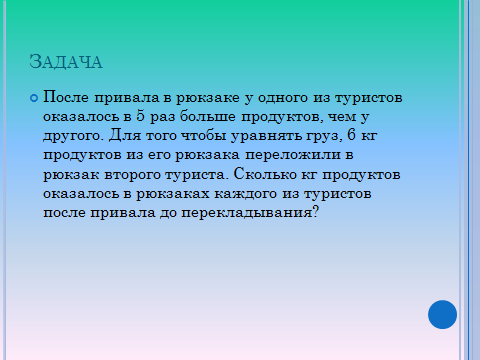 Задача
После привала в рюкзаке у одного из туристов
оказалось в 5 раз больше продуктов, чем у
другого. Для того чтобы уравнять груз, 6 кг
продуктов из его рюкзака переложили в
рюкзак второго туриста. Сколько кг продуктов
оказалось в рюкзаках каждого из туристов
после привала до перекладывания?